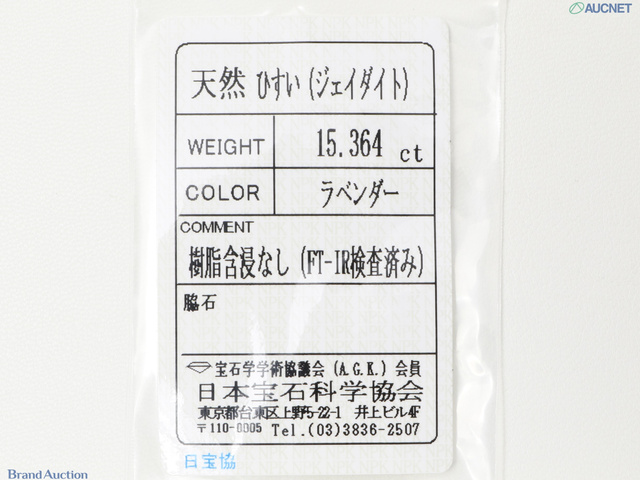 AUCNET
天然 ひすい (ジェイダイト)
WEIGHT 15.364 ct
COLOR ラベンダー
COMMENT
樹脂含浸なし (FT-IR検査済み)
脇石
宝石学学術協議会 (A.G.K.) 会員
日本宝石科学協会
東京都台東区上野5-22-1 井上ビル4F
〒110-0005 Tel.(03)3836-2507
日宝協
Brand Auction